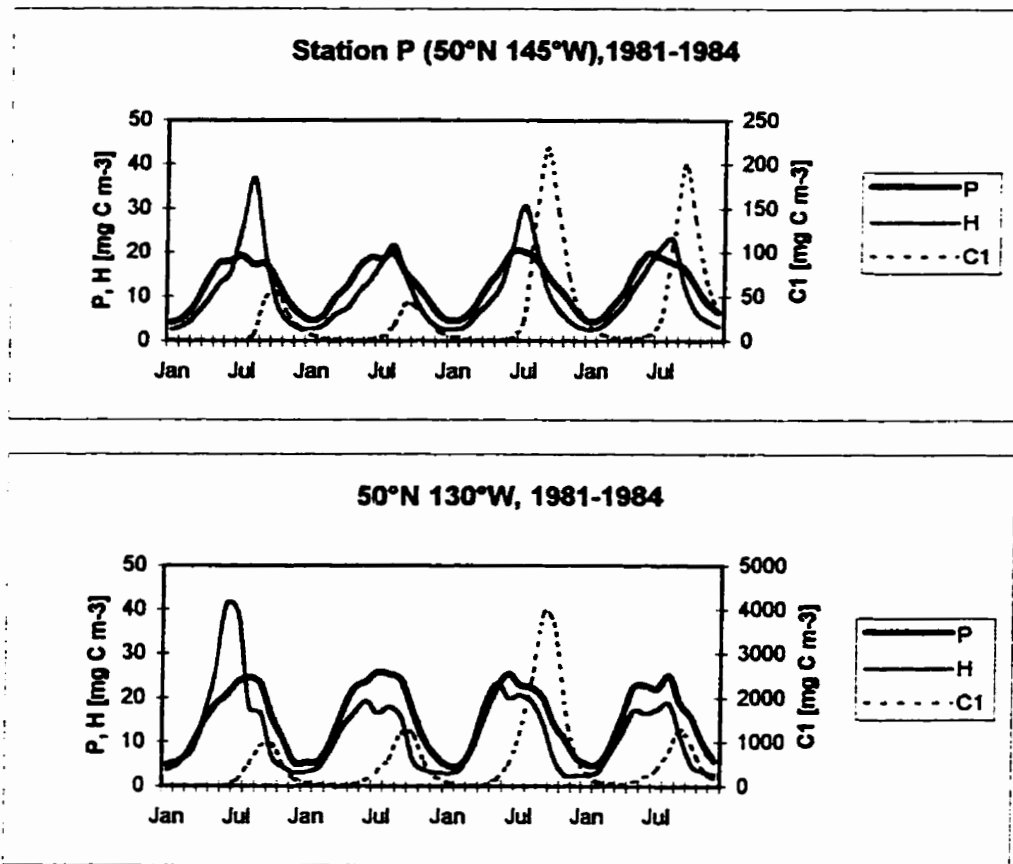 Station P (50°N 145°W),1981-1984
P, H [mg C m-3]
50
40
30
20
10
0
250
200
150
100
50
0
C1 [mg C m-3]
Jan Jul Jan Jul Jan Jul Jan Jul
P
H
C1
50°N 130°W, 1981-1984
P, H [mg C m-3]
50
40
30
20
10
0
5000
4000
3000
2000
1000
0
C1 [mg C m-3]
Jan Jul Jan Jul Jan Jul Jan Jul
P
H
C1